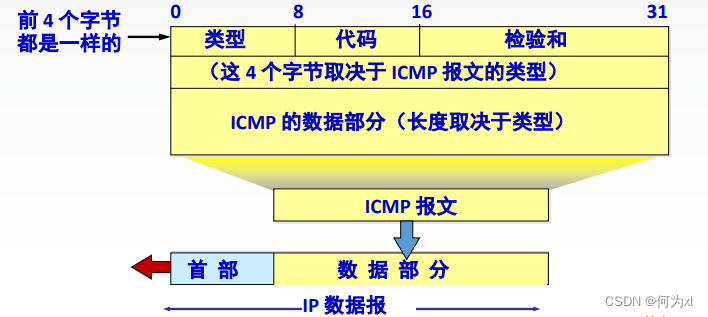 0 8 16 31
前 4 个字节
都是一样的
类型 代码 检验和
（这 4 个字节取决于 ICMP 报文的类型）
ICMP 的数据部分（长度取决于类型）
ICMP 报文
首 部 数 据 部 分
IP 数据报
CSDN @何为xl